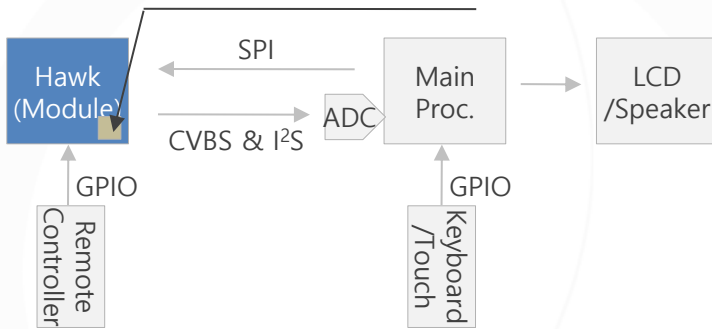 Hawk
(Module)
SPI
CVBS & I²S
ADC
Main
Proc.
LCD
/Speaker
GPIO
Remote
Controller
GPIO
Keyboard
/Touch